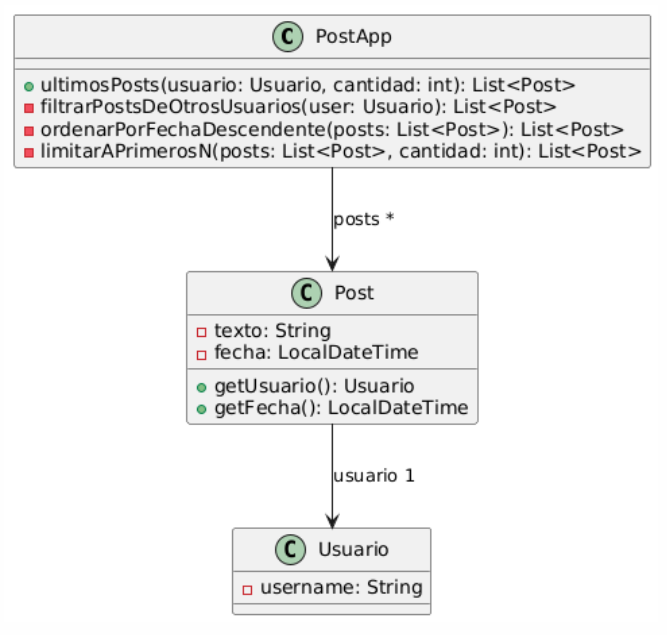 C PostApp
ultimosPosts(usuario: Usuario, cantidad: int): List<Post>
filtrarPostsDeOtrosUsuarios(user: Usuario): List<Post>
ordenarPorFechaDescendente(posts: List<Post>): List<Post>
limitarAPrimerosN(posts: List<Post>, cantidad: int): List<Post>
posts *
C Post
texto: String
fecha: LocalDateTime
getUsuario(): Usuario
getFecha(): LocalDateTime
usuario 1
C Usuario
username: String